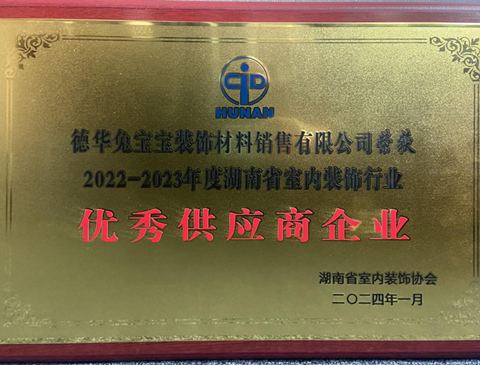 HUNAN
德华兔宝宝装饰材料销售有限公司荣获
2022-2023年度湖南省室内装饰行业
优秀供应商企业
湖南省室内装饰协会
二〇二四年一月